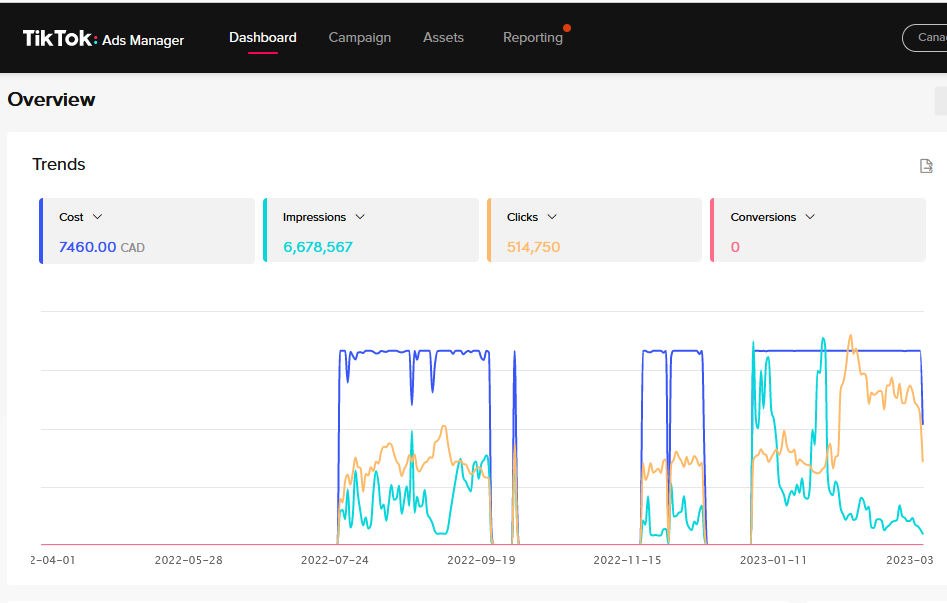 TikTok: Ads Manager
Dashboard Campaign Assets Reporting
Overview
Trends
Cost Impressions Clicks Conversions
7460.00 CAD 6,678,567 514,750 0
2-04-01 2022-05-28 2022-07-24 2022-09-19 2022-11-15 2023-01-11 2023-03